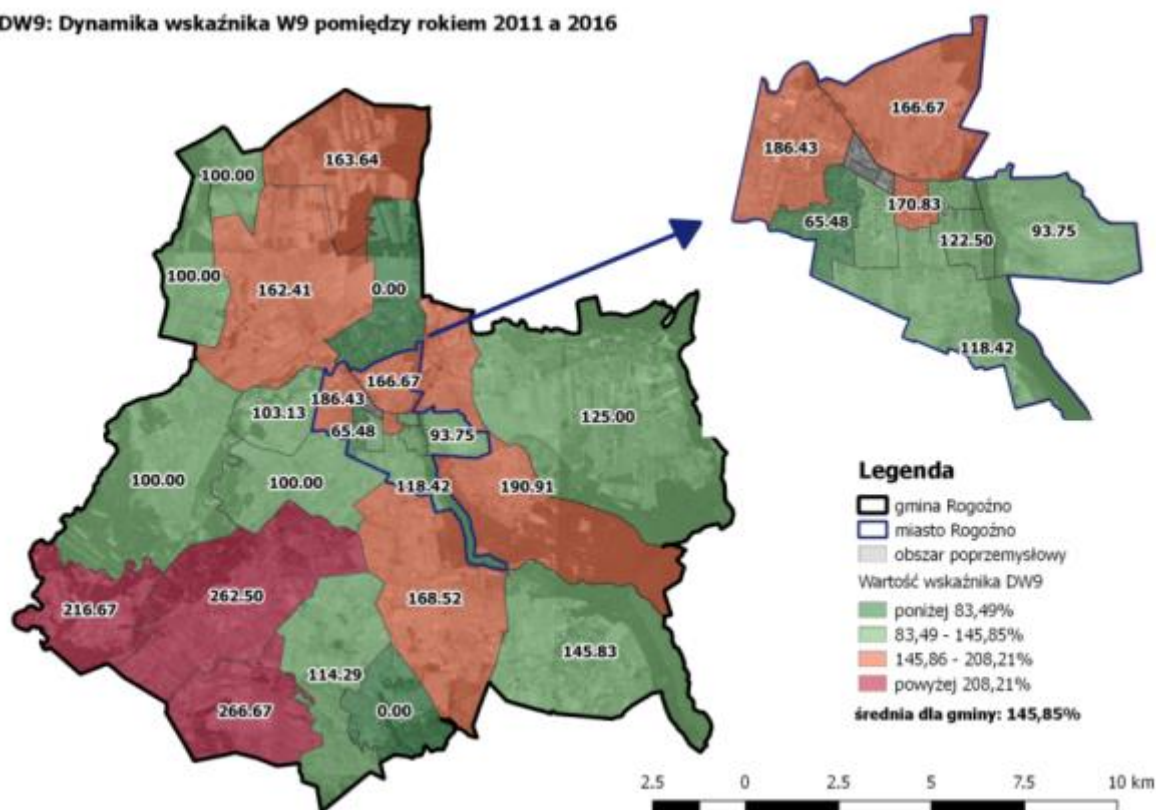 DW9: Dynamika wskaźnika W9 pomiędzy rokiem 2011 a 2016
163.64
100.00
100.00
162.41
0.00
166.67
186.43
103.13
65.48
93.75
125.00
100.00
100.00
118.42
190.91
216.67
262.50
168.52
114.29
145.83
266.67
0.00
166.67
186.43
170.83
65.48
122.50
93.75
118.42
Legenda
gmina Rogoźno
miasto Rogoźno
obszar poprzemysłowy
Wartość wskaźnika DW9
poniżej 83,49%
83,49 - 145,85%
145,86 - 208,21%
powyżej 208,21%
średnia dla gminy: 145,85%
2.5 0 2.5 5 7.5 10 km